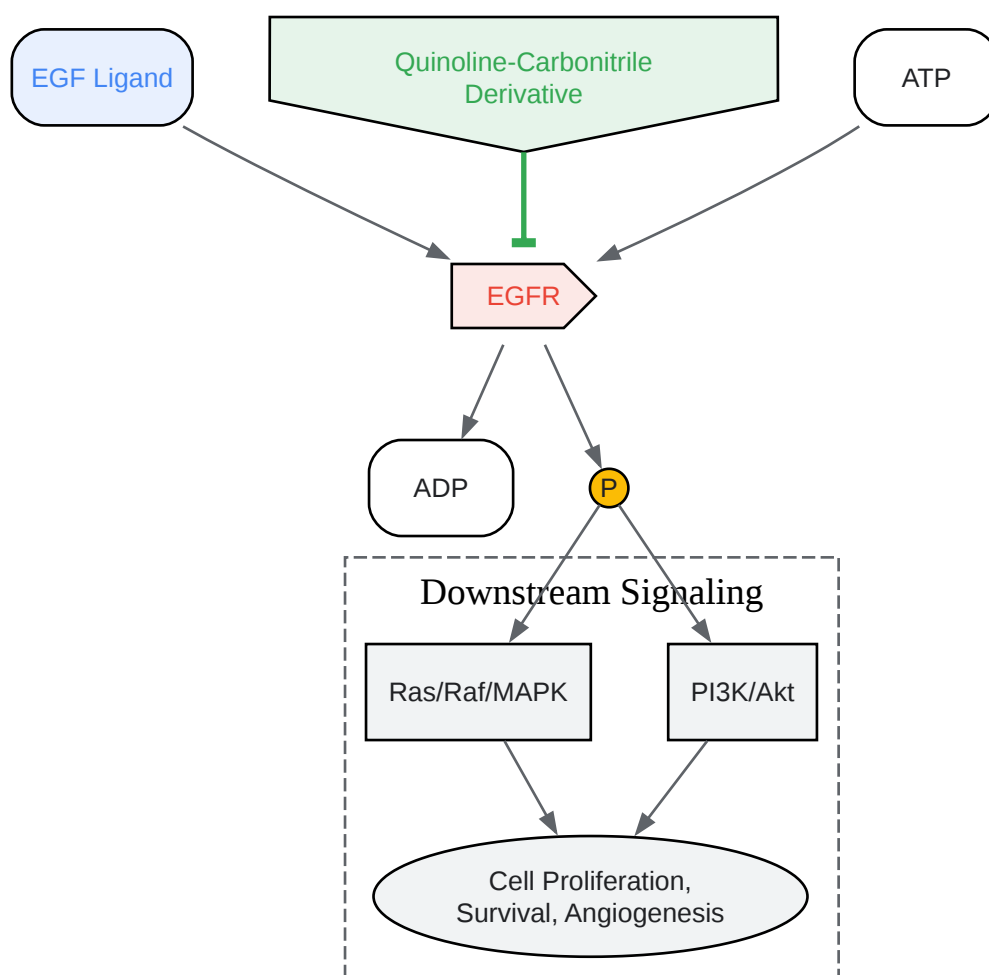 EGF Ligand
Quinoline-Carbonitrile
Derivative
ATP
EGFR
ADP
P
Downstream Signaling
Ras/Raf/MAPK
PI3K/Akt
Cell Proliferation,
Survival, Angiogenesis